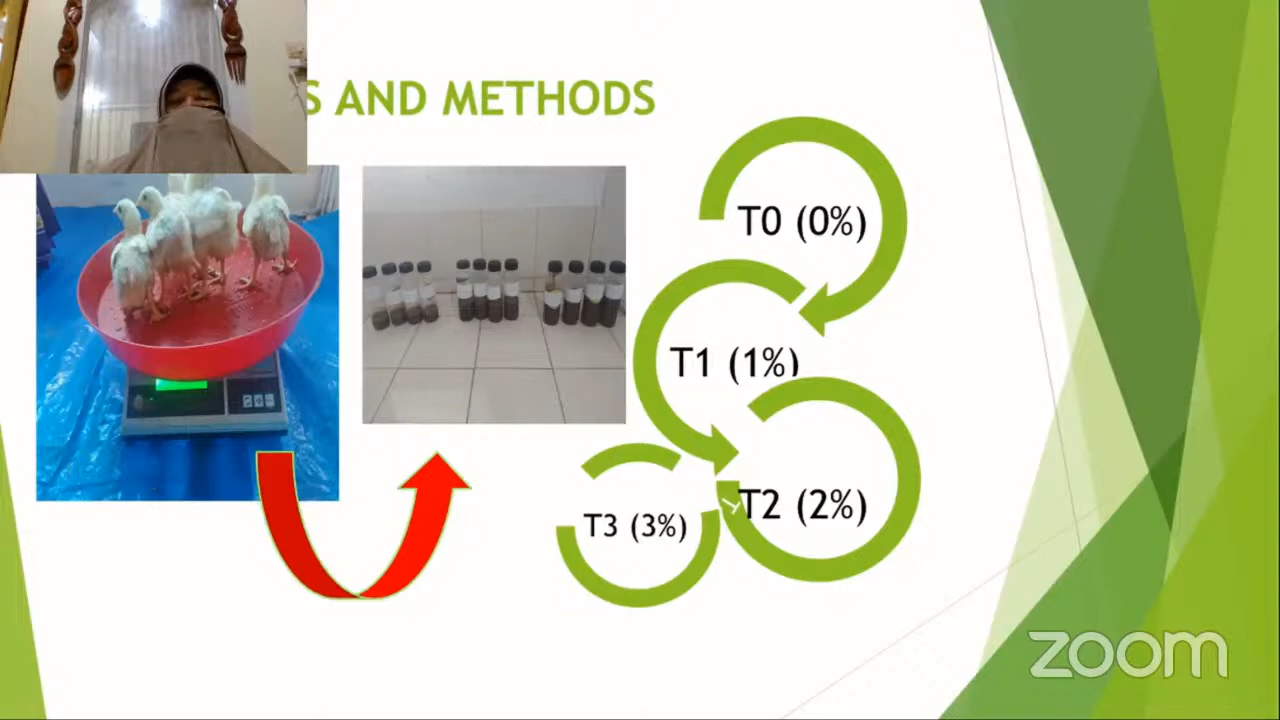 S AND METHODS
T0 (0%)
T1 (1%)
T2 (2%)
T3 (3%)
zoom